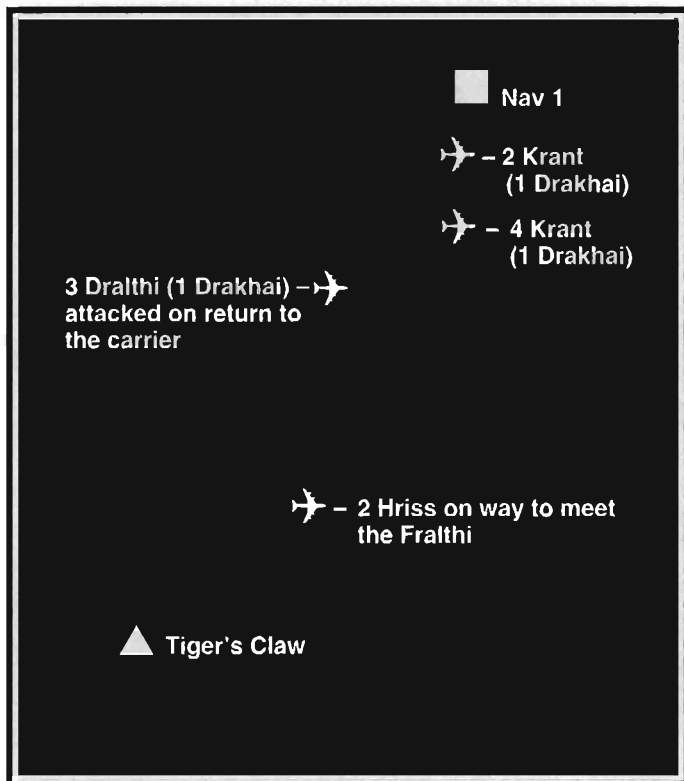 Nav 1
– 2 Krant
(1 Drakhai)
– 4 Krant
(1 Drakhai)
3 Dralthi (1 Drakhai) –
attacked on return to
the carrier
– 2 Hriss on way to meet
the Fralthi
Tiger's Claw